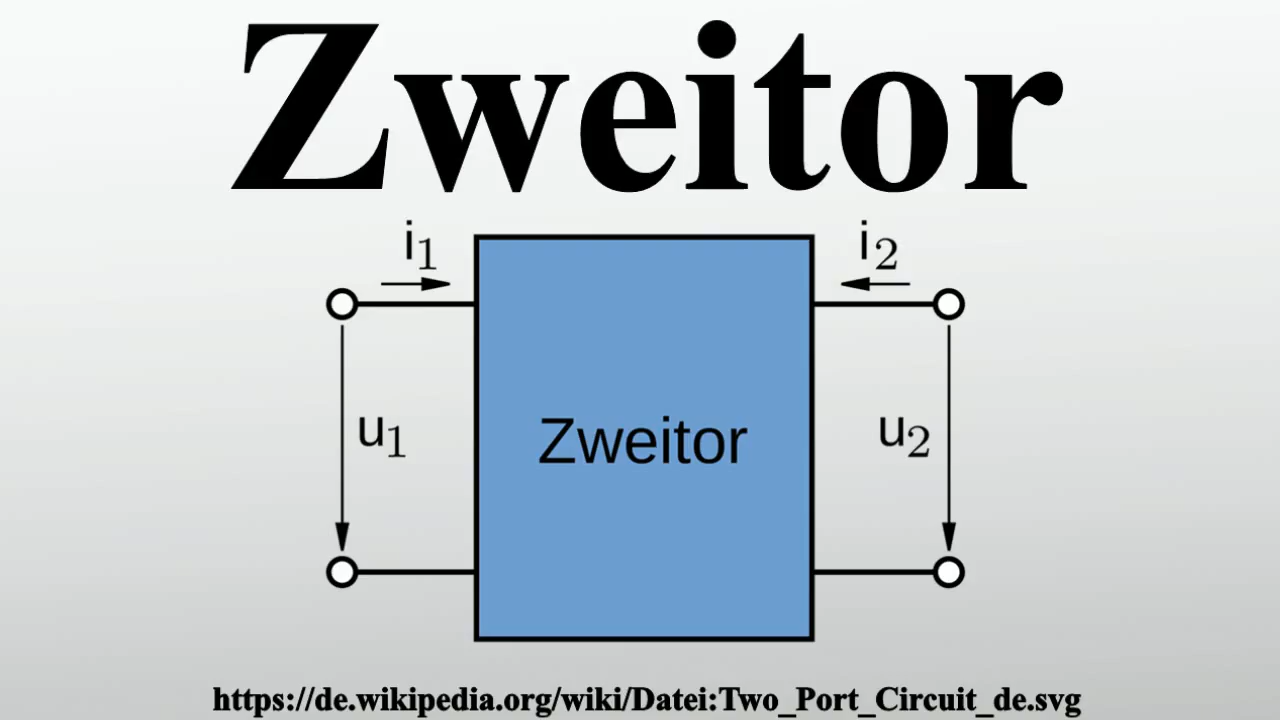 Zweitor
i1 i2
u1 Zweitor u2
https://de.wikipedia.org/wiki/Datei:Two_Port_Circuit_de.svg